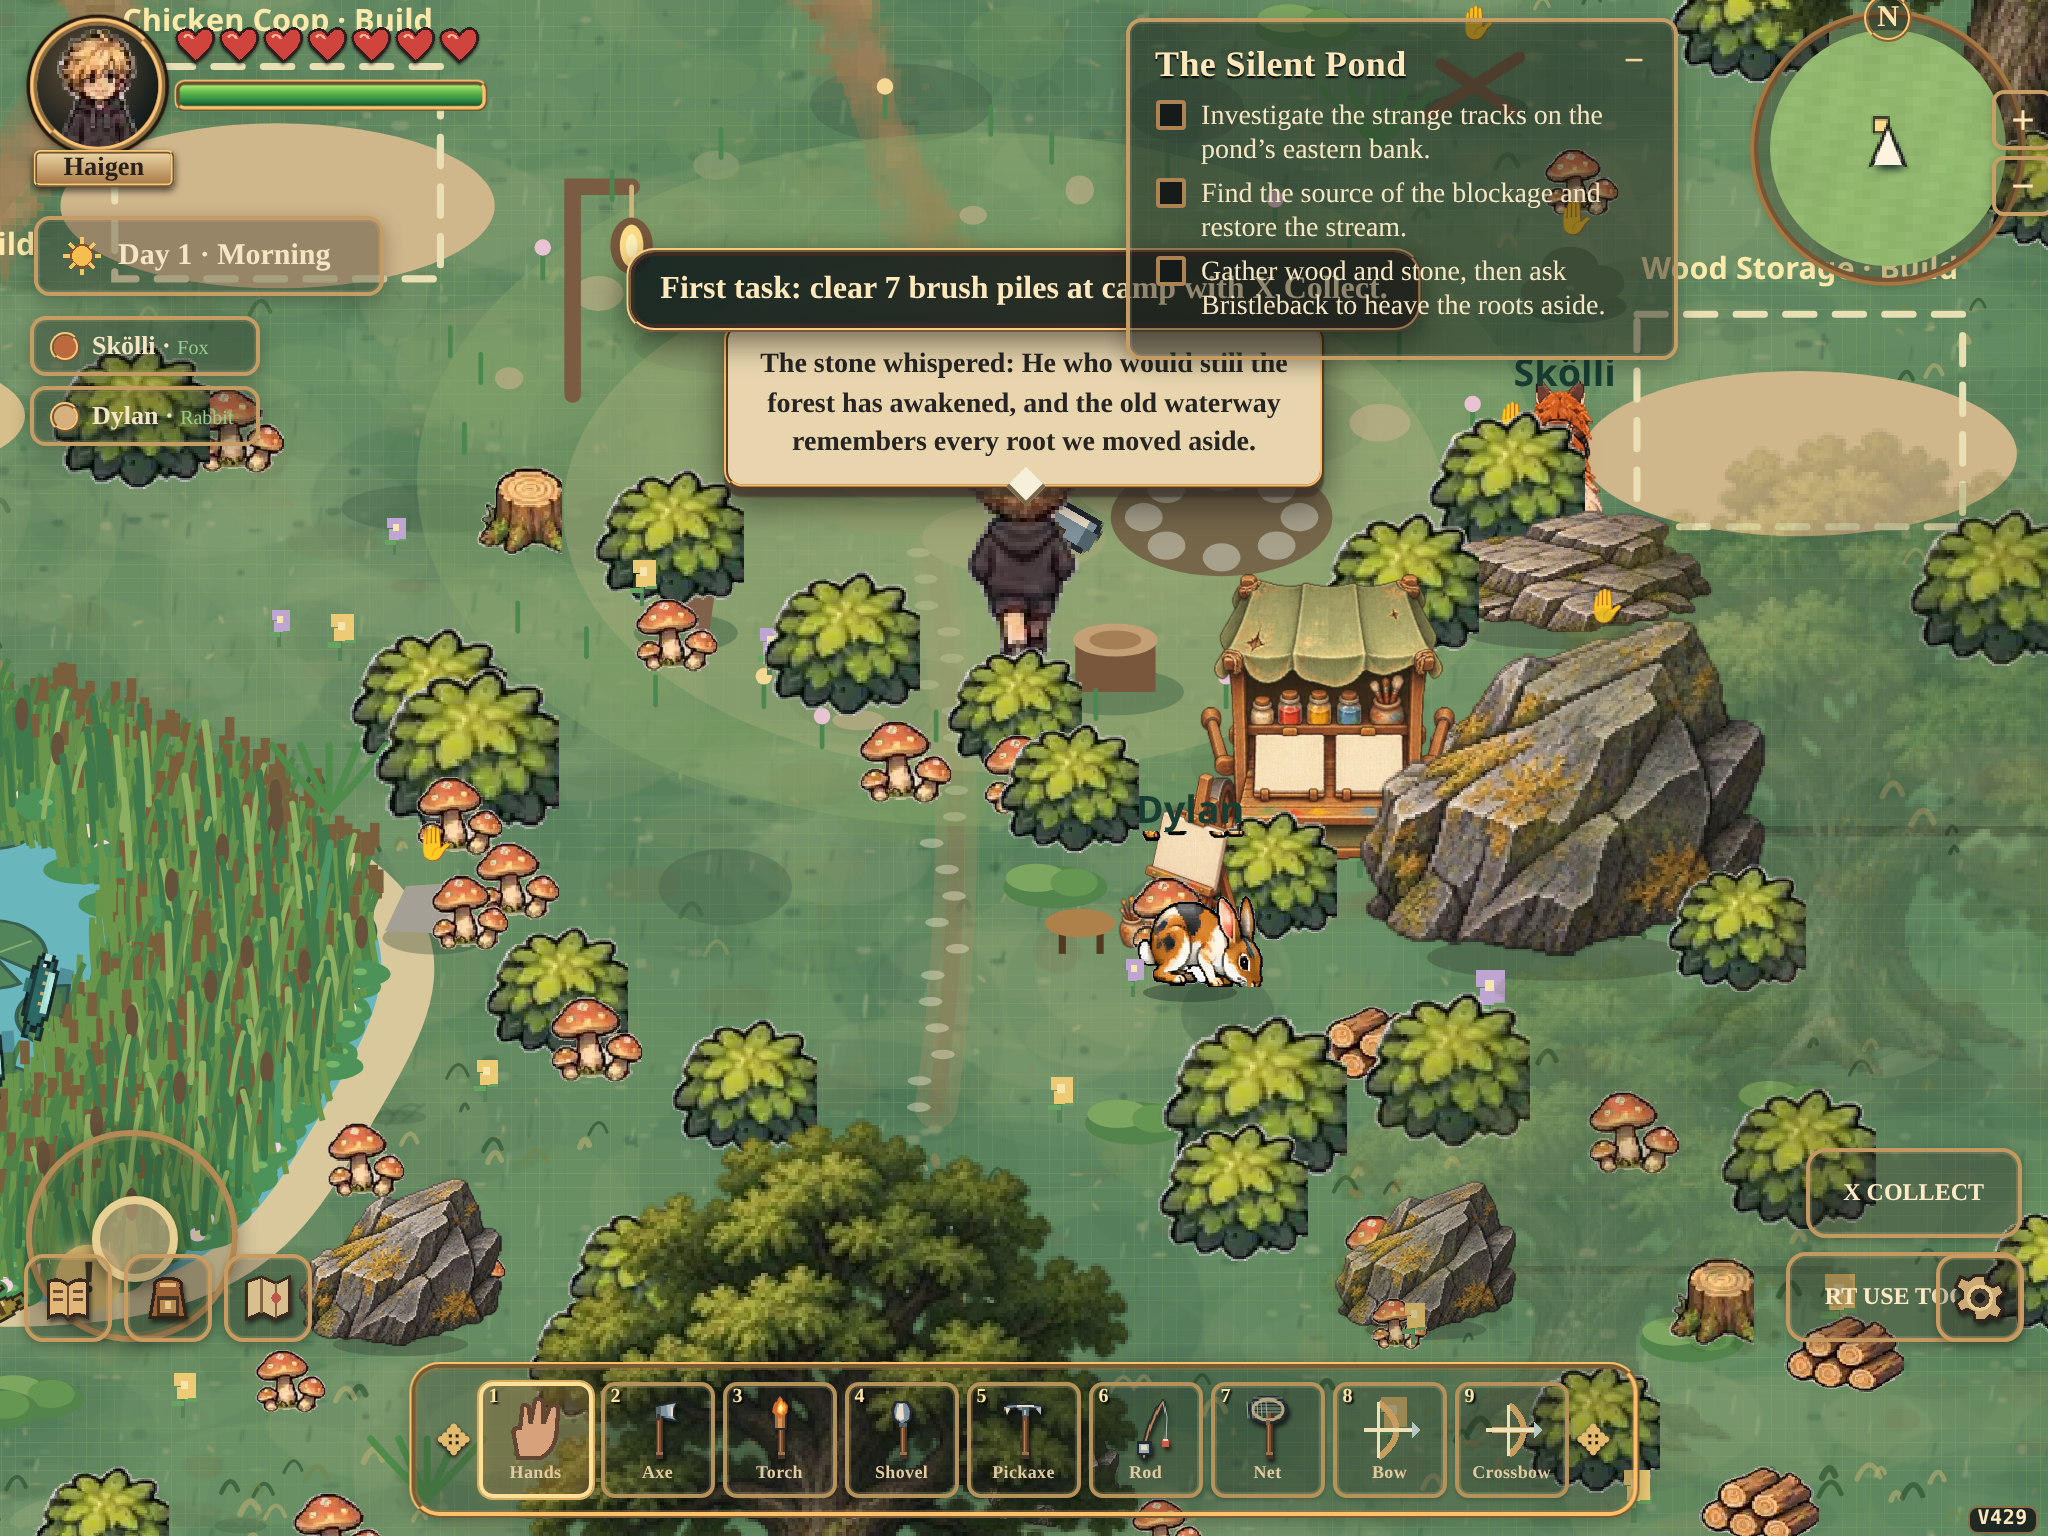 Chicken Coop · Build
Haigen
Day 1 · Morning
Skölli · Fox
Dylan · Rabbit
The Silent Pond
−
Investigate the strange tracks on the
pond’s eastern bank.
Find the source of the blockage and
restore the stream.
Gather wood and stone, then ask
Bristleback to heave the roots aside.
N
+
−
Wood Storage · Build
First task: clear 7 brush piles at camp with X Collect.
The stone whispered: He who would still the
forest has awakened, and the old waterway
remembers every root we moved aside.
Skölli
Dylan
X COLLECT
RT USE TOO
1 Hands
2 Axe
3 Torch
4 Shovel
5 Pickaxe
6 Rod
7 Net
8 Bow
9 Crossbow
V429